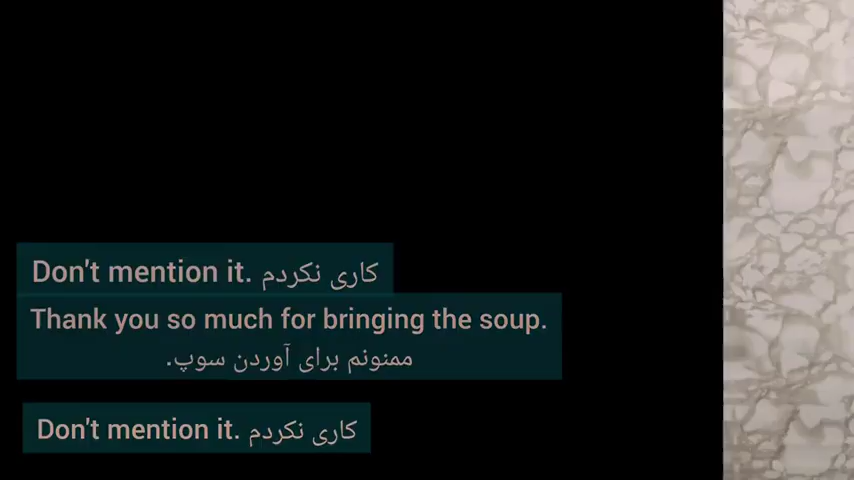 Don't mention it. کاری نکردم
Thank you so much for bringing the soup.
ممنونم برای آوردن سوپ.
Don't mention it. کاری نکردم